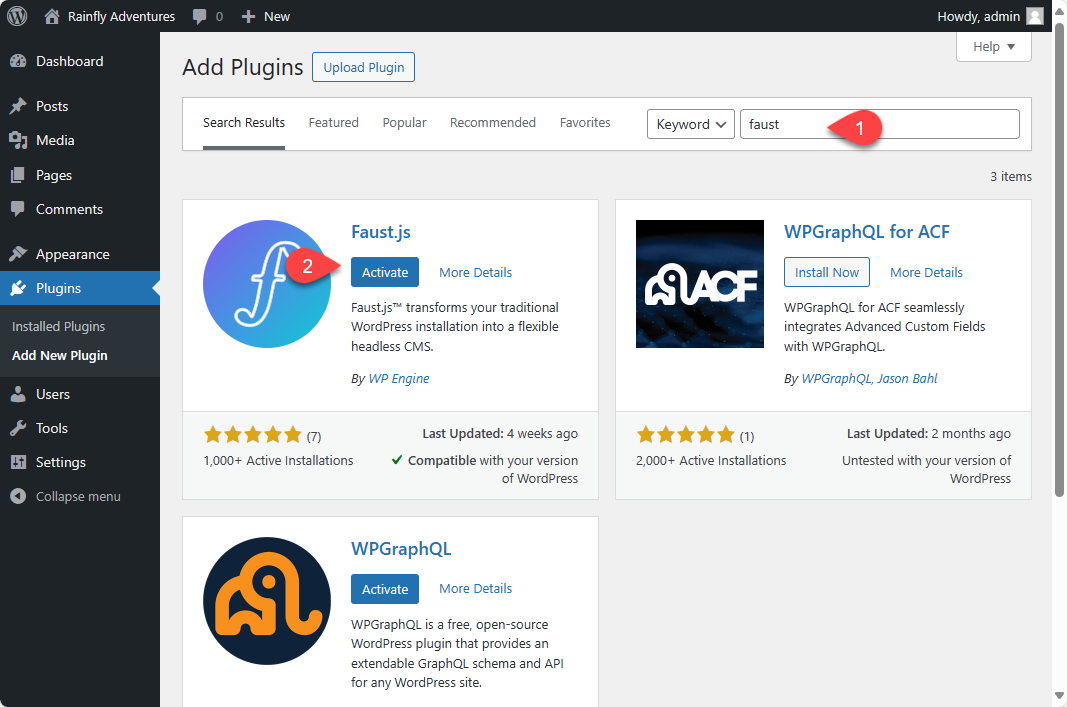 Rainfly Adventures 0 New Howdy, admin
Dashboard
Posts
Media
Pages
Comments
Appearance
Plugins
Installed Plugins
Add New Plugin
Users
Tools
Settings
Collapse menu
Help
Add Plugins Upload Plugin
Search Results Featured Popular Recommended Favorites Keyword faust 1
3 items
Faust.js
2 Activate More Details
Faust.js™ transforms your traditional
WordPress installation into a flexible
headless CMS.
By WP Engine
(7)
1,000+ Active Installations
Last Updated: 4 weeks ago
Compatible with your version
of WordPress
ACF
WPGraphQL for ACF
Install Now More Details
WPGraphQL for ACF seamlessly
integrates Advanced Custom Fields
with WPGraphQL.
By WPGraphQL, Jason Bahl
(1)
2,000+ Active Installations
Last Updated: 2 months ago
Untested with your version of
WordPress
WPGraphQL
Activate More Details
WPGraphQL is a free, open-source
WordPress plugin that provides an
extendable GraphQL schema and API
for any WordPress site.